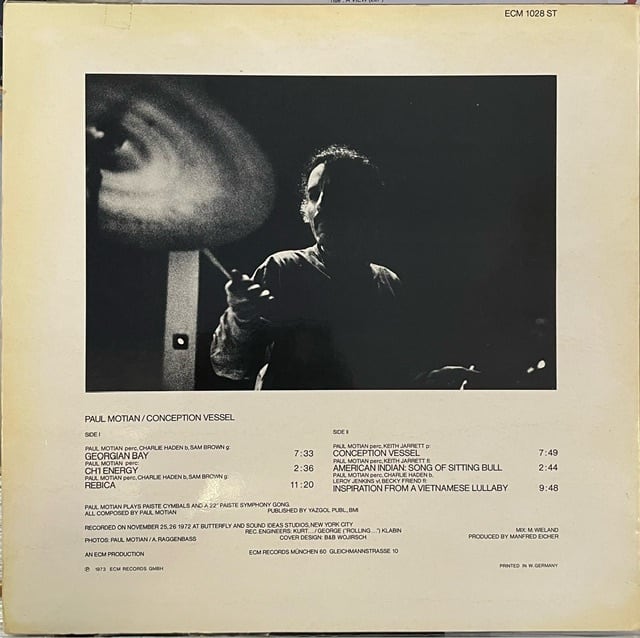 ECM 1028 ST
PAUL MOTIAN / CONCEPTION VESSEL
SIDE I
PAUL MOTIAN perc, CHARLIE HADEN b, SAM BROWN g:
GEORGIAN BAY 7:33
PAUL MOTIAN perc:
CH'I ENERGY 2:36
PAUL MOTIAN perc, CHARLIE HADEN b, SAM BROWN g:
REBICA 11:20
SIDE II
PAUL MOTIAN perc, KEITH JARRETT p:
CONCEPTION VESSEL 7:49
PAUL MOTIAN perc, KEITH JARRETT fl:
AMERICAN INDIAN: SONG OF SITTING BULL 2:44
PAUL MOTIAN perc, CHARLIE HADEN b,
LEROY JENKINS vl, BECKY FRIEND fl:
INSPIRATION FROM A VIETNAMESE LULLABY 9:48
PAUL MOTIAN PLAYS PAISTE CYMBALS AND A 22" PAISTE SYMPHONY GONG.
ALL COMPOSED BY PAUL MOTIAN PUBLISHED BY YAZGOL PUBL., BMI
RECORDED ON NOVEMBER 25, 26 1972 AT BUTTERFLY AND SOUND IDEAS STUDIOS, NEW YORK CITY
REC. ENGINEERS: KURT... / GEORGE ("ROLLING...") KLABIN MIX: M. WIELAND
PHOTOS: PAUL MOTIAN / A. RAGGENBASS COVER DESIGN: B&B WOJIRSCH PRODUCED BY MANFRED EICHER
AN ECM PRODUCTION ECM RECORDS MÜNCHEN 60 GLEICHMANNSTRASSE 10
℗ 1973 ECM RECORDS GMBH PRINTED IN W. GERMANY